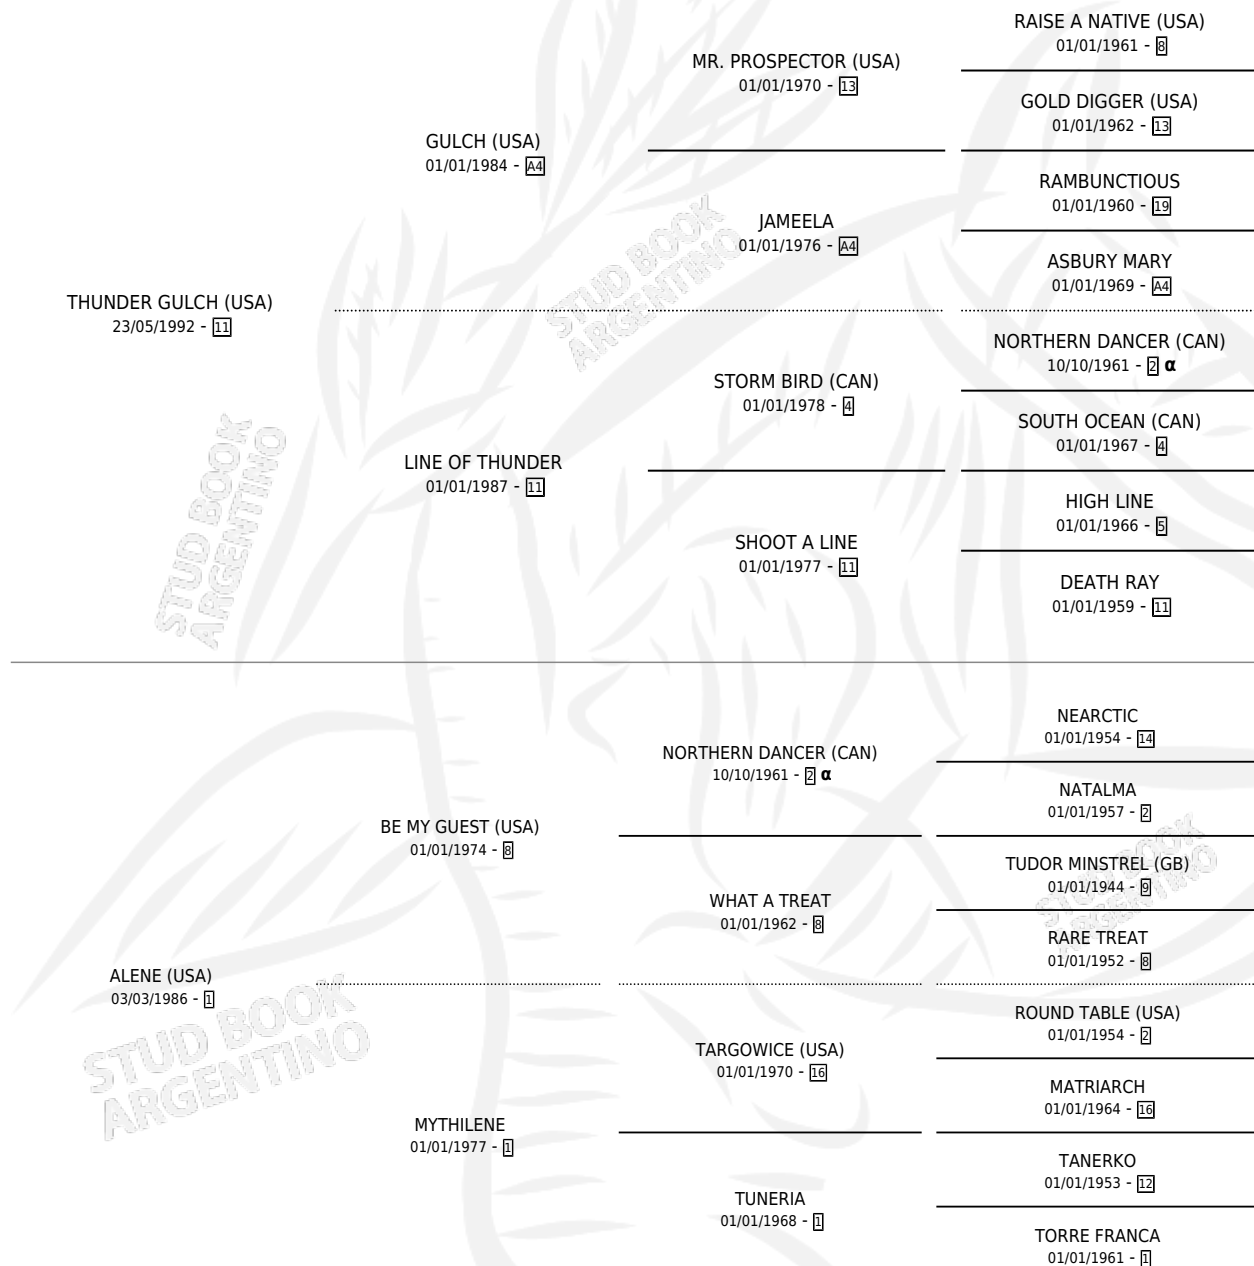 RAISE A NATIVE (USA)
01/01/1961 - 8
MR. PROSPECTOR (USA)
01/01/1970 - 13
GOLD DIGGER (USA)
01/01/1962 - 13
GULCH (USA)
01/01/1984 - A4
RAMBUNCTIOUS
01/01/1960 - 19
JAMEELA
01/01/1976 - A4
ASBURY MARY
01/01/1969 - A4
THUNDER GULCH (USA)
23/05/1992 - 11
NORTHERN DANCER (CAN)
10/10/1961 - 2 α
STORM BIRD (CAN)
01/01/1978 - 4
SOUTH OCEAN (CAN)
01/01/1967 - 4
LINE OF THUNDER
01/01/1987 - 11
HIGH LINE
01/01/1966 - 5
SHOOT A LINE
01/01/1977 - 11
DEATH RAY
01/01/1959 - 11
NEARCTIC
01/01/1954 - 14
NORTHERN DANCER (CAN)
10/10/1961 - 2 α
NATALMA
01/01/1957 - 2
BE MY GUEST (USA)
01/01/1974 - 8
TUDOR MINSTREL (GB)
01/01/1944 - 9
WHAT A TREAT
01/01/1962 - 8
RARE TREAT
01/01/1952 - 8
ALENE (USA)
03/03/1986 - 1
ROUND TABLE (USA)
01/01/1954 - 2
TARGOWICE (USA)
01/01/1970 - 16
MATRIARCH
01/01/1964 - 16
MYTHILENE
01/01/1977 - 1
TANERKO
01/01/1953 - 12
TUNERIA
01/01/1968 - 1
TORRE FRANCA
01/01/1961 - 1
STUD BOOK
ARGENTINO
STUD BOOK
ARGENTINO
STUD BOOK
ARGENTINO
STUD BOOK
ARGENTINO